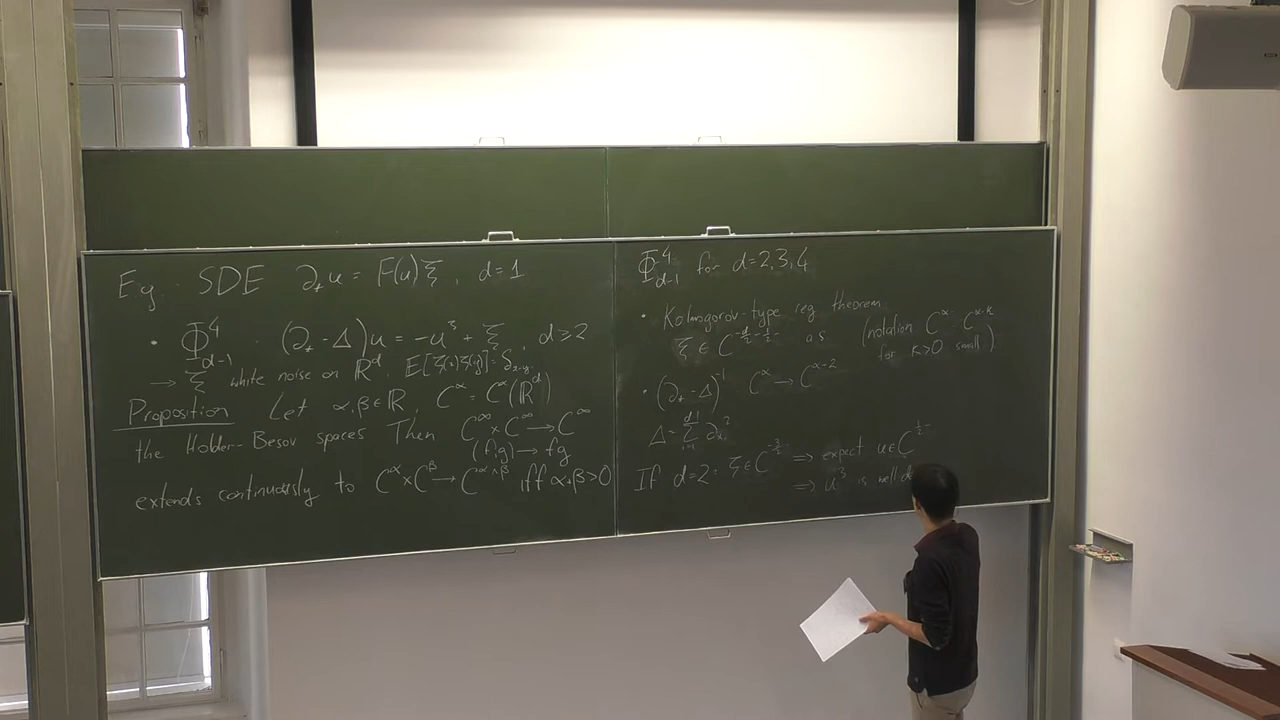 E.g. SDE ∂ₜu = F(u)ξ, d=1
• Φ⁴_{d-1} · (∂ₜ-Δ)u = -u³ + ξ, d≥2
→ ξ white noise on ℝᵈ. E[ξ(x)ξ(y)] = δ_{x-y}
Proposition Let α,β∈ℝ, C^α = C^α(ℝᵈ)
the Hölder-Besov spaces Then C^∞ × C^∞ → C^∞
(f,g) ↦ fg
extends continuously to C^α × C^β → C^{α∧β} iff α+β>0
Φ⁴_{d-1} for d=2,3,4
• Kolmogorov-type reg theorem
ξ ∈ C^{-d/2-1/2-} a.s. (notation C^{α-} = C^{α-κ}
for κ>0 small)
• (∂ₜ-Δ)^{-1} C^α → C^{α+2}
Δ = Σ_{i=1}^{d-1} ∂²_{x_i}
If d=2: ξ ∈ C^{-3/2-} ⇒ expect u∈C^{1/2-}
⇒ u³ is well-d